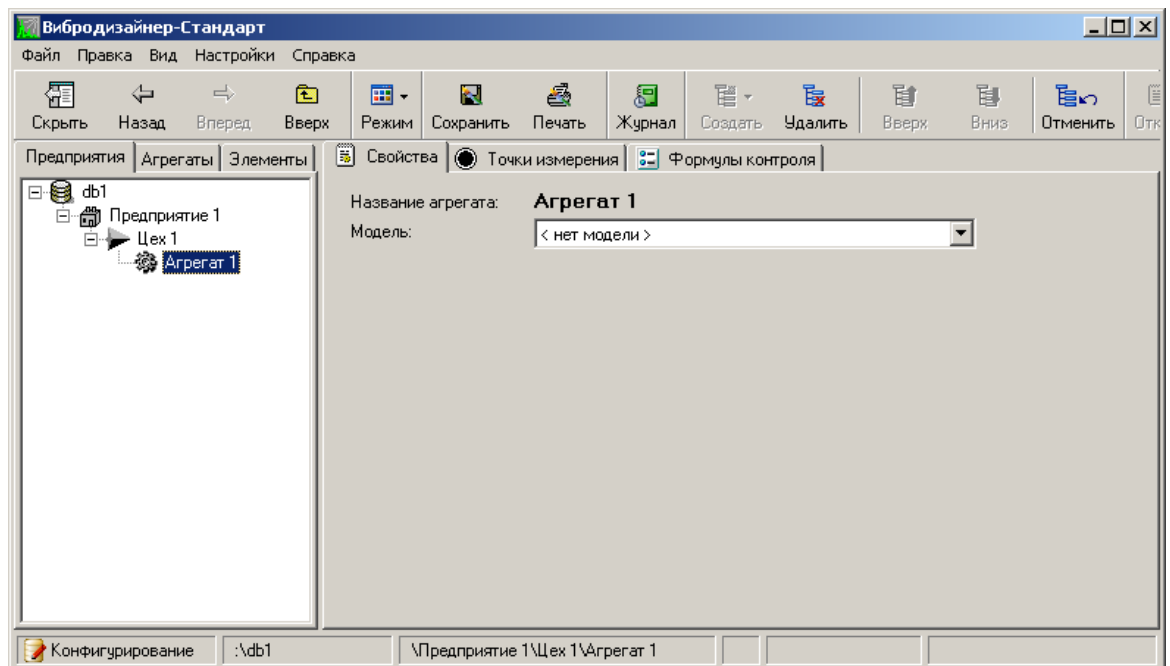 Вибродизайнер-Стандарт
Файл Правка Вид Настройки Справка
Скрыть Назад Вперед Вверх Режим Сохранить Печать Журнал Создать Удалить Вверх Вниз Отменить Отк
Предприятия Агрегаты Элементы Свойства Точки измерения Формулы контроля
db1
Предприятие 1
Цех 1
Агрегат 1
Название агрегата: Агрегат 1
Модель: < нет модели >
Конфигурирование :\db1 \Предприятие 1\Цех 1\Агрегат 1